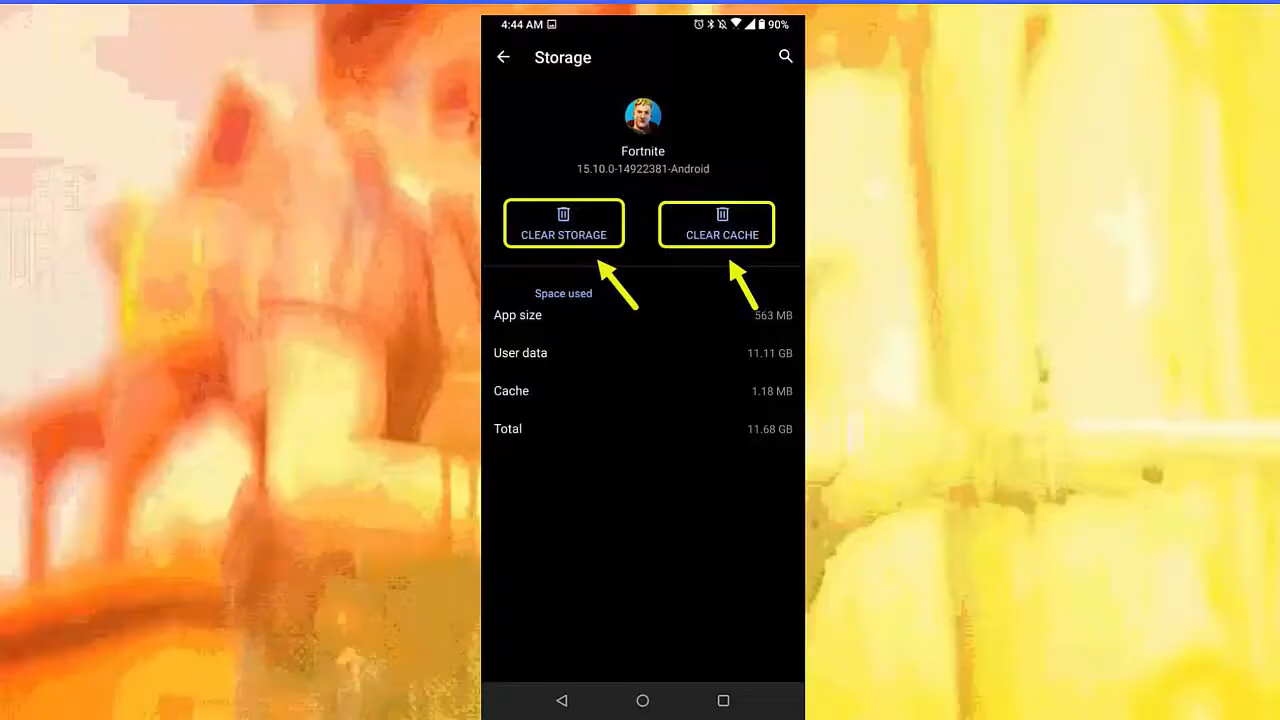 4:44 AM 90%
Storage
Fortnite
15.10.0-14922381-Android
CLEAR STORAGE CLEAR CACHE
Space used
App size 563 MB
User data 11.11 GB
Cache 1.18 MB
Total 11.68 GB